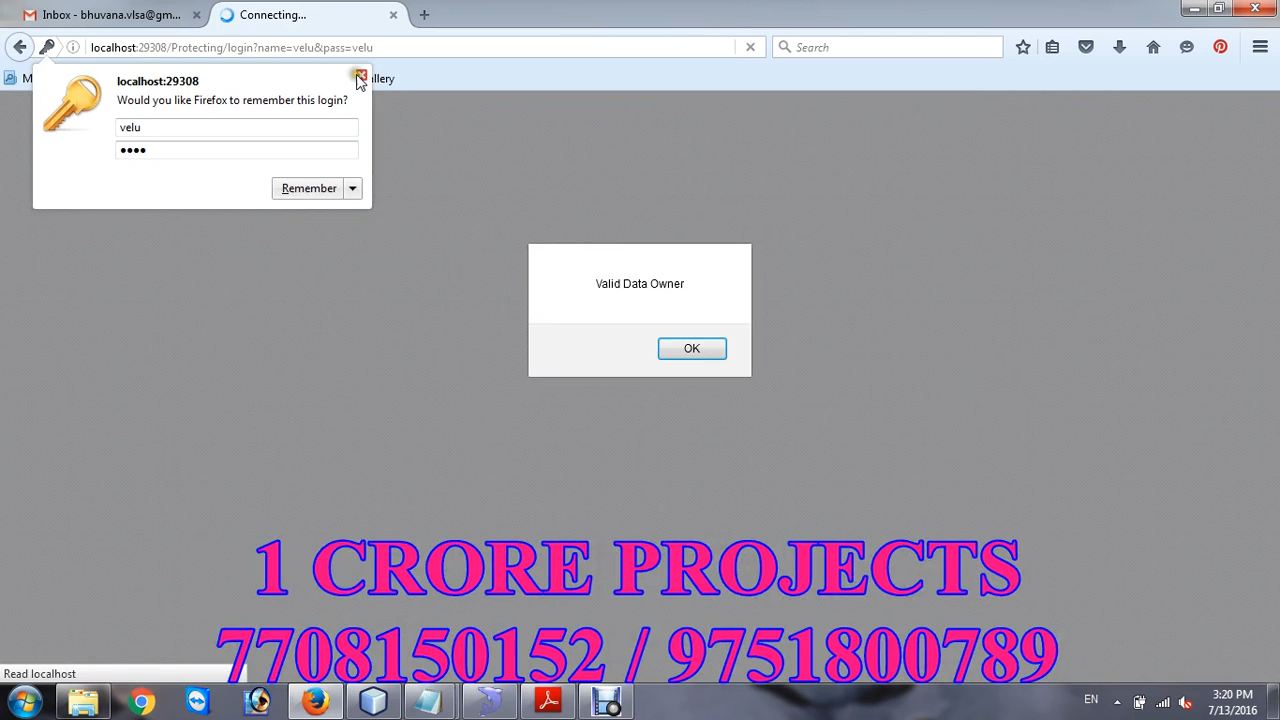 Inbox - bhuvana.vlsa@gm...
Connecting...
localhost:29308/Protecting/login?name=velu&pass=velu
Search
M
allery
localhost:29308
Would you like Firefox to remember this login?
velu
Remember
Valid Data Owner
OK
1 CRORE PROJECTS
7708150152 / 9751800789
Read localhost
EN
3:20 PM
7/13/2016